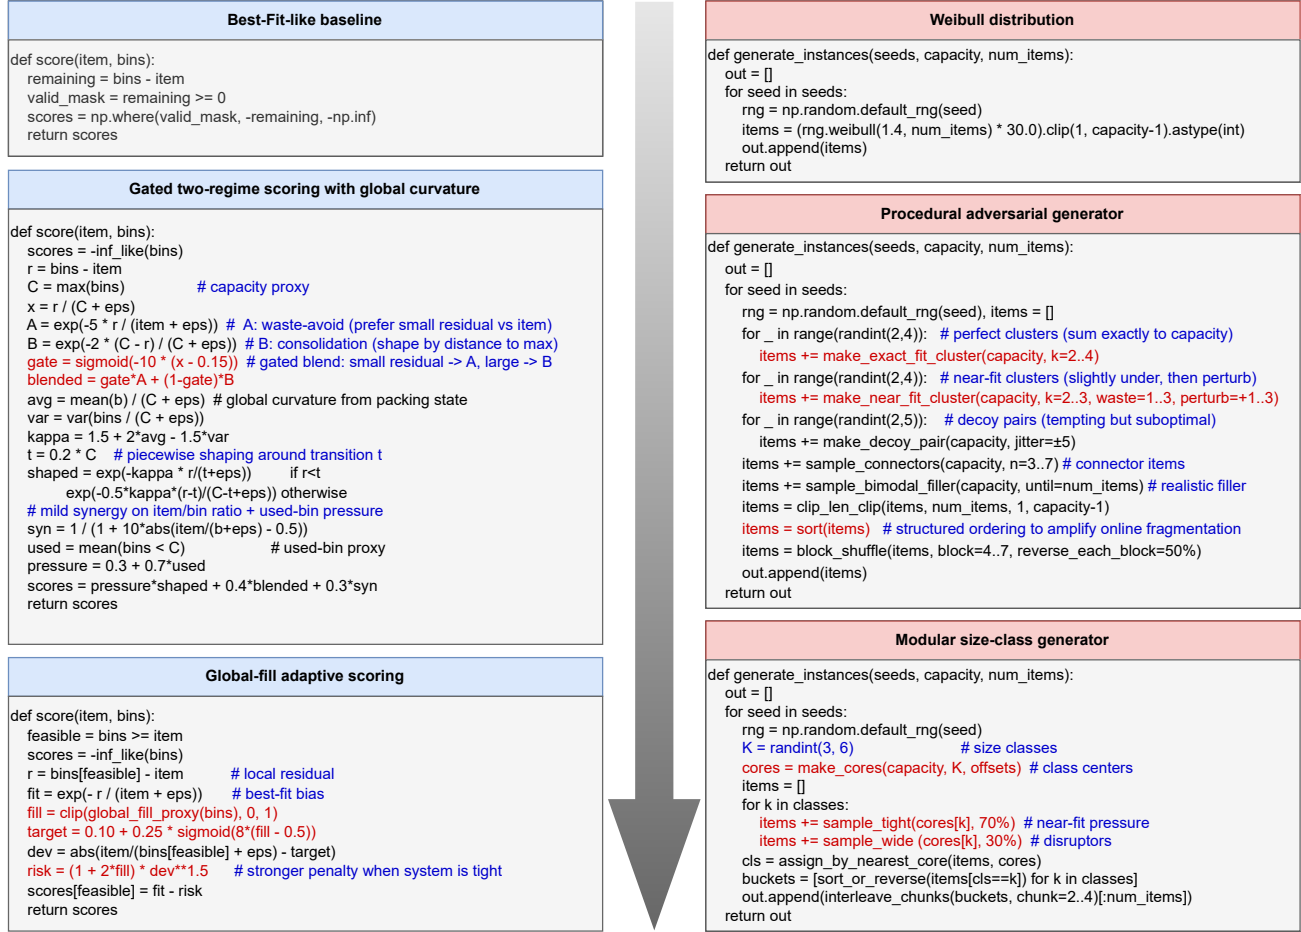 Best-Fit-like baseline
def score(item, bins):
remaining = bins - item
valid_mask = remaining >= 0
scores = np.where(valid_mask, -remaining, -np.inf)
return scores
Gated two-regime scoring with global curvature
def score(item, bins):
scores = -inf_like(bins)
r = bins - item
C = max(bins) # capacity proxy
x = r / (C + eps)
A = exp(-5 * r / (item + eps)) # A: waste-avoid (prefer small residual vs item)
B = exp(-2 * (C - r) / (C + eps)) # B: consolidation (shape by distance to max)
gate = sigmoid(-10 * (x - 0.15)) # gated blend: small residual -> A, large -> B
blended = gate*A + (1-gate)*B
avg = mean(b) / (C + eps) # global curvature from packing state
var = var(bins / (C + eps))
kappa = 1.5 + 2*avg - 1.5*var
t = 0.2 * C # piecewise shaping around transition t
shaped = exp(-kappa * r/(t+eps)) if r<t
exp(-0.5*kappa*(r-t)/(C-t+eps)) otherwise
# mild synergy on item/bin ratio + used-bin pressure
syn = 1 / (1 + 10*abs(item/(b+eps) - 0.5))
used = mean(bins < C) # used-bin proxy
pressure = 0.3 + 0.7*used
scores = pressure*shaped + 0.4*blended + 0.3*syn
return scores
Global-fill adaptive scoring
def score(item, bins):
feasible = bins >= item
scores = -inf_like(bins)
r = bins[feasible] - item # local residual
fit = exp(- r / (item + eps)) # best-fit bias
fill = clip(global_fill_proxy(bins), 0, 1)
target = 0.10 + 0.25 * sigmoid(8*(fill - 0.5))
dev = abs(item/(bins[feasible] + eps) - target)
risk = (1 + 2*fill) * dev**1.5 # stronger penalty when system is tight
scores[feasible] = fit - risk
return scores
Weibull distribution
def generate_instances(seeds, capacity, num_items):
out = []
for seed in seeds:
rng = np.random.default_rng(seed)
items = (rng.weibull(1.4, num_items) * 30.0).clip(1, capacity-1).astype(int)
out.append(items)
return out
Procedural adversarial generator
def generate_instances(seeds, capacity, num_items):
out = []
for seed in seeds:
rng = np.random.default_rng(seed), items = []
for _ in range(randint(2,4)): # perfect clusters (sum exactly to capacity)
items += make_exact_fit_cluster(capacity, k=2..4)
for _ in range(randint(2,4)): # near-fit clusters (slightly under, then perturb)
items += make_near_fit_cluster(capacity, k=2..3, waste=1..3, perturb=+1..3)
for _ in range(randint(2,5)): # decoy pairs (tempting but suboptimal)
items += make_decoy_pair(capacity, jitter=±5)
items += sample_connectors(capacity, n=3..7) # connector items
items += sample_bimodal_filler(capacity, until=num_items) # realistic filler
items = clip_len_clip(items, num_items, 1, capacity-1)
items = sort(items) # structured ordering to amplify online fragmentation
items = block_shuffle(items, block=4..7, reverse_each_block=50%)
out.append(items)
return out
Modular size-class generator
def generate_instances(seeds, capacity, num_items):
out = []
for seed in seeds:
rng = np.random.default_rng(seed)
K = randint(3, 6) # size classes
cores = make_cores(capacity, K, offsets) # class centers
items = []
for k in classes:
items += sample_tight(cores[k], 70%) # near-fit pressure
items += sample_wide (cores[k], 30%) # disruptors
cls = assign_by_nearest_core(items, cores)
buckets = [sort_or_reverse(items[cls==k]) for k in classes]
out.append(interleave_chunks(buckets, chunk=2..4)[:num_items])
return out